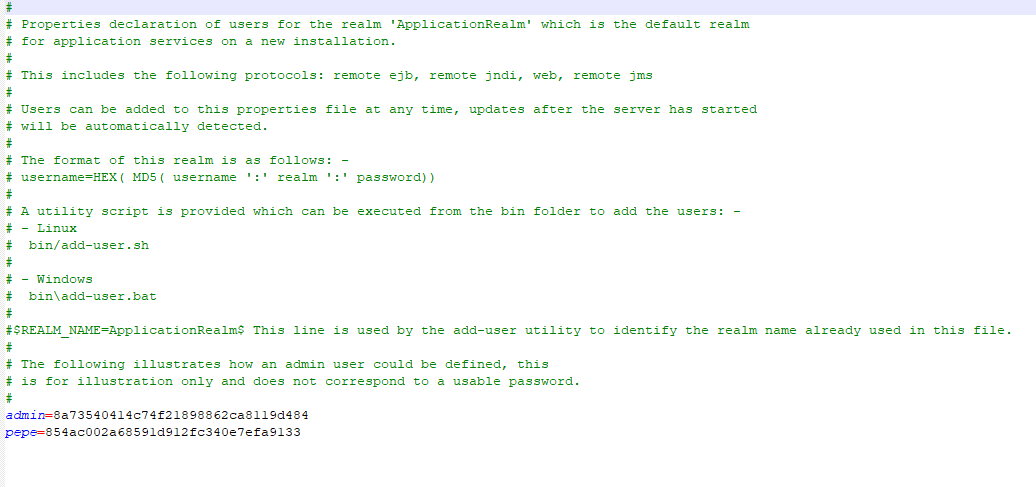 #
# Properties declaration of users for the realm 'ApplicationRealm' which is the default realm
# for application services on a new installation.
#
# This includes the following protocols: remote ejb, remote jndi, web, remote jms
#
# Users can be added to this properties file at any time, updates after the server has started
# will be automatically detected.
#
# The format of this realm is as follows: -
# username=HEX( MD5( username ':' realm ':' password))
#
# A utility script is provided which can be executed from the bin folder to add the users: -
# - Linux
#  bin/add-user.sh
#
# - Windows
#  bin\add-user.bat
#
#$REALM_NAME=ApplicationRealm$ This line is used by the add-user utility to identify the realm name already used in this file.
#
# The following illustrates how an admin user could be defined, this
# is for illustration only and does not correspond to a usable password.
#
admin=8a73540414c74f21898862ca8119d484
pepe=854ac002a68591d912fc340e7efa9133